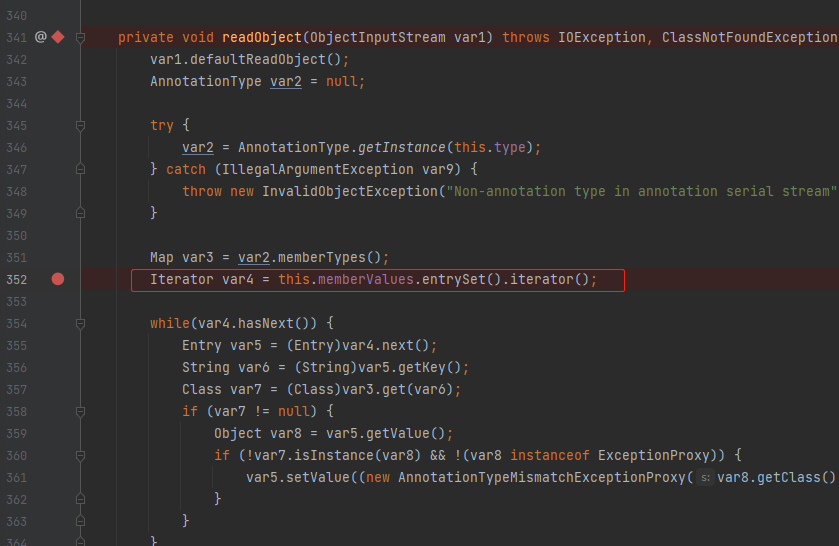 340
341 @ private void readObject(ObjectInputStream var1) throws IOException, ClassNotFoundException
342 var1.defaultReadObject();
343 AnnotationType var2 = null;
344
345 try {
346 var2 = AnnotationType.getInstance(this.type);
347 } catch (IllegalArgumentException var9) {
348 throw new InvalidObjectException("Non-annotation type in annotation serial stream"
349 }
350
351 Map var3 = var2.memberTypes();
352 Iterator var4 = this.memberValues.entrySet().iterator();
353
354 while(var4.hasNext()) {
355 Entry var5 = (Entry)var4.next();
356 String var6 = (String)var5.getKey();
357 Class var7 = (Class)var3.get(var6);
358 if (var7 != null) {
359 Object var8 = var5.getValue();
360 if (!var7.isInstance(var8) && !(var8 instanceof ExceptionProxy)) {
361 var5.setValue((new AnnotationTypeMismatchExceptionProxy( s: var8.getClass()
362 }
363 }
364 }